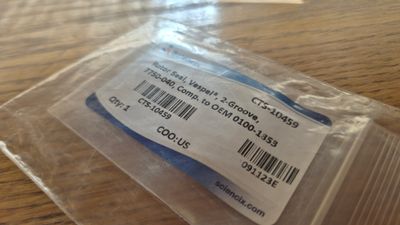 CTS-10459
Rotor Seal, Vespel®, 2-Groove,
7750-040, Comp. to OEM 0100-1353
CTS-10459
QTY: 1
COO: US
091123E
sciencix.com